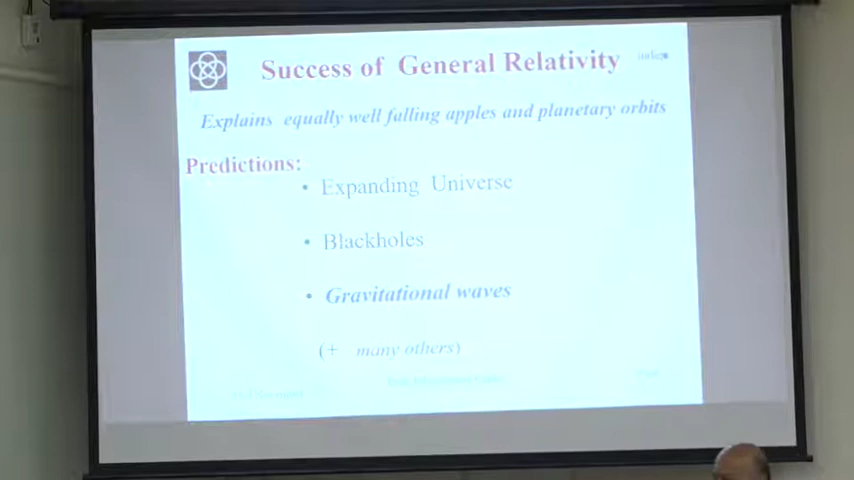 Success of General Relativity
Explains equally well falling apples and planetary orbits
Predictions:
• Expanding Universe
• Blackholes
• Gravitational waves
(+ many others)